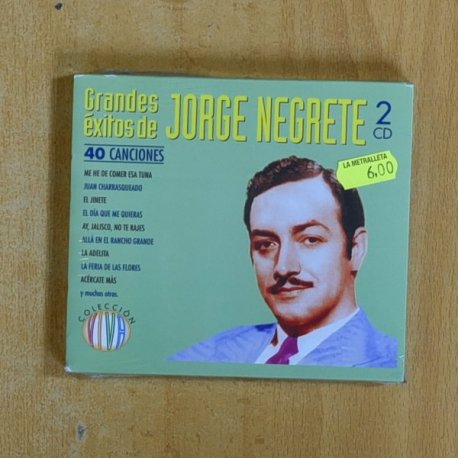 Grandes
éxitos de
JORGE NEGRETE
2
CD
LA METRALLETA
6,00
40 CANCIONES
ME HE DE COMER ESA TUNA
JUAN CHARRASQUEADO
EL JINETE
EL DÍA QUE ME QUIERAS
AY, JALISCO, NO TE RAJES
ALLÁ EN EL RANCHO GRANDE
LA ADELITA
LA FERIA DE LAS FLORES
ACÉRCATE MÁS
y muchas otras.
COLECCIÓN
VIVA